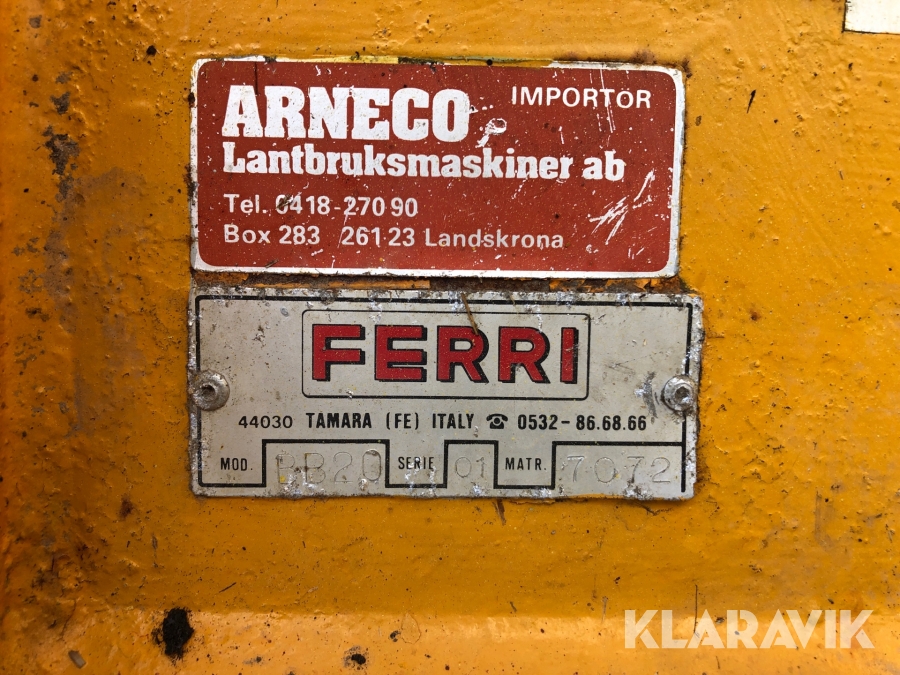 ARNECO IMPORTÖR
Lantbruksmaskiner ab
Tel. 0418-270 90
Box 283 261 23 Landskrona
FERRI
44030 TAMARA (FE) ITALY ☎ 0532-86.68.66
MOD. BB20 SERIE 01 MATR. 7072
KLARAVIK